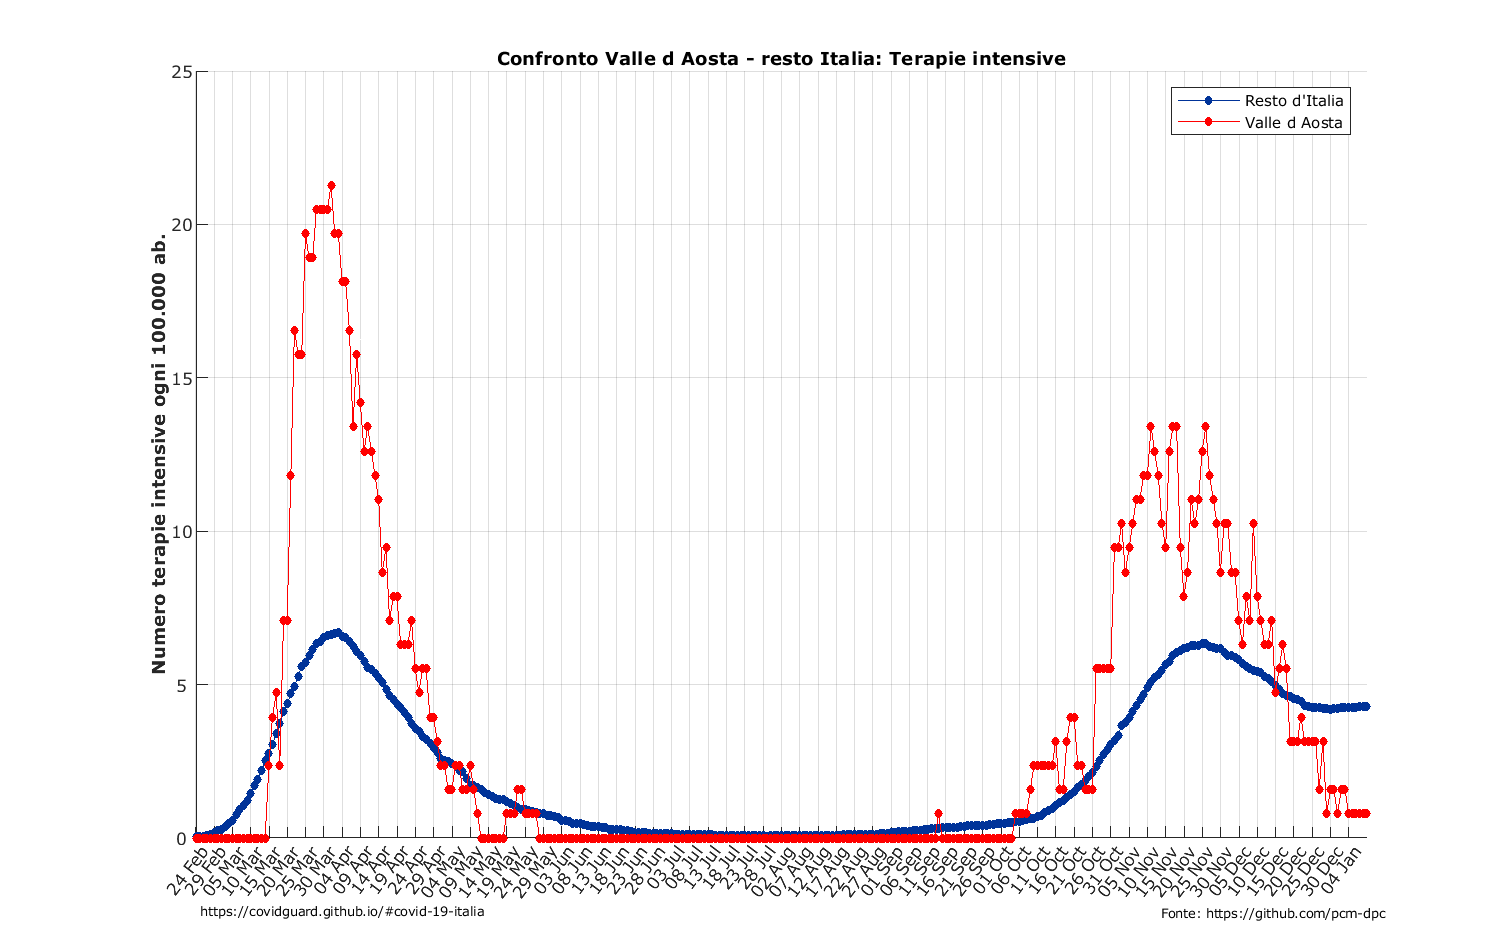 Confronto Valle d Aosta - resto Italia: Terapie intensive
Resto d'Italia
Valle d Aosta
Numero terapie intensive ogni 100.000 ab.
25
20
15
10
5
0
24 Feb
29 Feb
05 Mar
10 Mar
15 Mar
20 Mar
25 Mar
30 Mar
04 Apr
09 Apr
14 Apr
19 Apr
24 Apr
29 Apr
04 May
09 May
14 May
19 May
24 May
29 May
03 Jun
08 Jun
13 Jun
18 Jun
23 Jun
28 Jun
03 Jul
08 Jul
13 Jul
18 Jul
23 Jul
28 Jul
02 Aug
07 Aug
12 Aug
17 Aug
22 Aug
27 Aug
01 Sep
06 Sep
11 Sep
16 Sep
21 Sep
26 Sep
01 Oct
06 Oct
11 Oct
16 Oct
21 Oct
26 Oct
31 Oct
05 Nov
10 Nov
15 Nov
20 Nov
25 Nov
30 Nov
05 Dec
10 Dec
15 Dec
20 Dec
25 Dec
30 Dec
04 Jan
https://covidguard.github.io/#covid-19-italia
Fonte: https://github.com/pcm-dpc